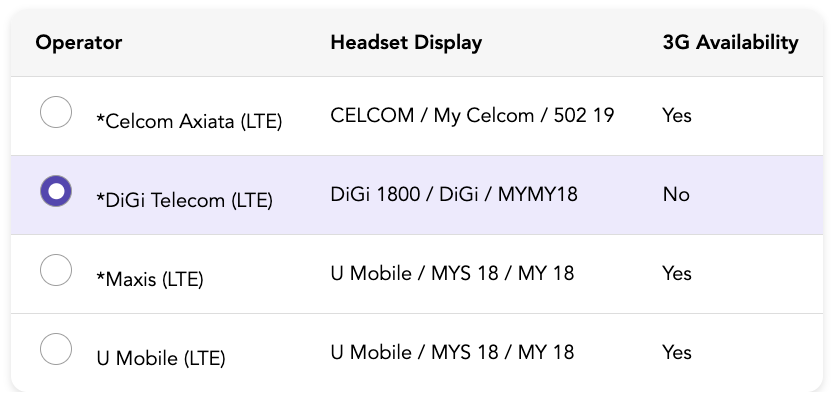 Operator Headset Display 3G Availability
*Celcom Axiata (LTE) CELCOM / My Celcom / 502 19 Yes
*DiGi Telecom (LTE) DiGi 1800 / DiGi / MYMY18 No
*Maxis (LTE) U Mobile / MYS 18 / MY 18 Yes
U Mobile (LTE) U Mobile / MYS 18 / MY 18 Yes